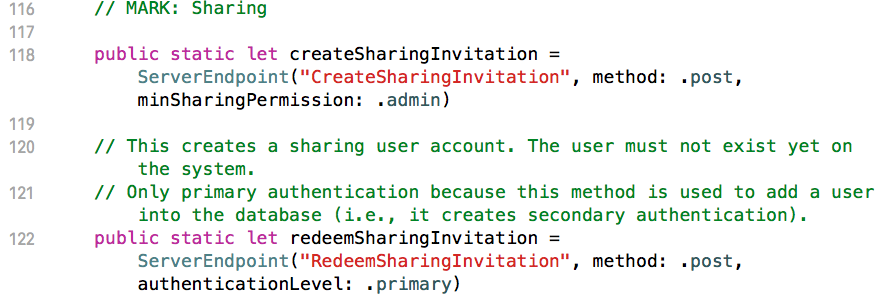 116 // MARK: Sharing
117
118 public static let createSharingInvitation =
ServerEndpoint("CreateSharingInvitation", method: .post,
minSharingPermission: .admin)
119
120 // This creates a sharing user account. The user must not exist yet on
the system.
121 // Only primary authentication because this method is used to add a user
into the database (i.e., it creates secondary authentication).
122 public static let redeemSharingInvitation =
ServerEndpoint("RedeemSharingInvitation", method: .post,
authenticationLevel: .primary)